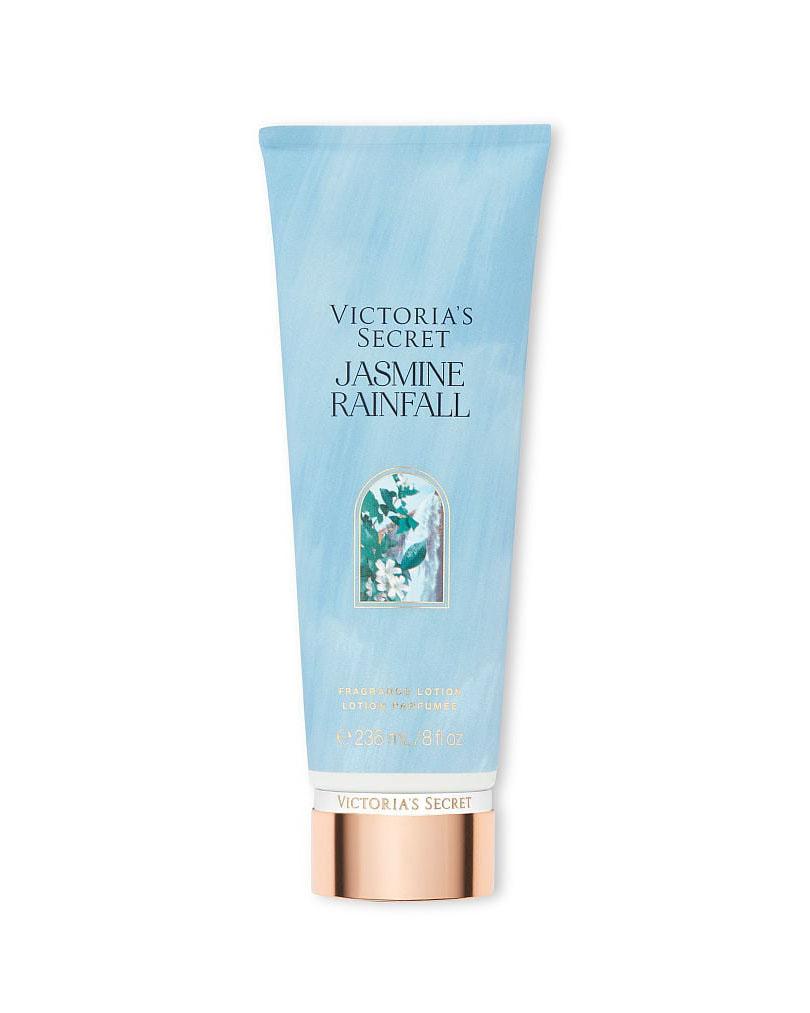 VICTORIA'S
SECRET
JASMINE
RAINFALL
FRAGRANCE LOTION
LOTION PARFUMÉE
℮ 236 mL/8 fl oz
VICTORIA'S SECRET